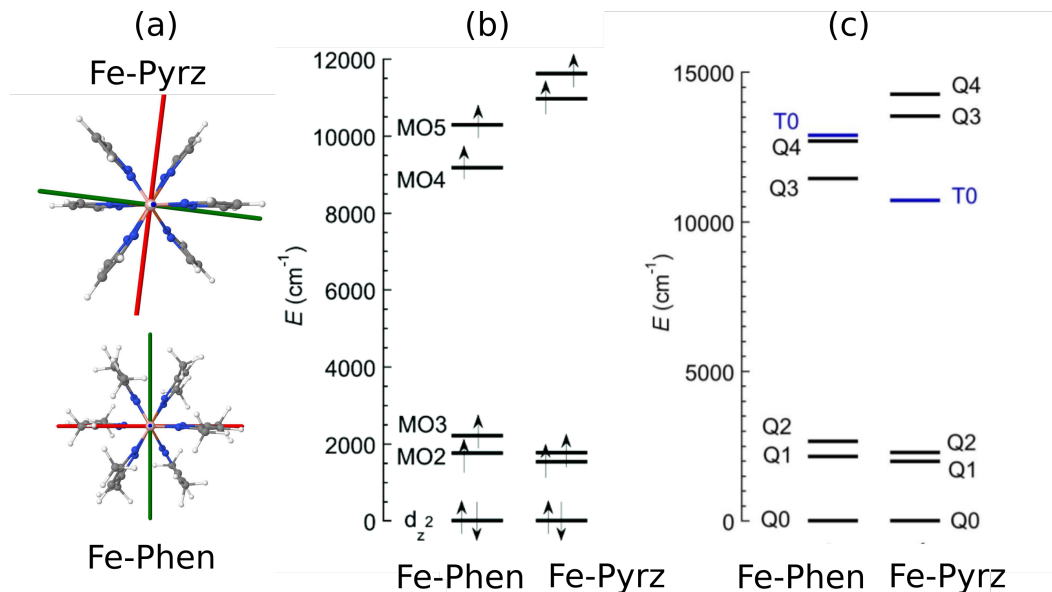 (a)
Fe-Pyrz
Fe-Phen
(b)
12000
10000
8000
6000
4000
2000
0
E (cm⁻¹)
MO5
MO4
MO3
MO2
d_z²
Fe-Phen Fe-Pyrz
(c)
15000
10000
5000
0
E (cm⁻¹)
T0
Q4
Q3
Q2
Q1
Q0
Q4
Q3
T0
Q2
Q1
Q0
Fe-Phen Fe-Pyrz